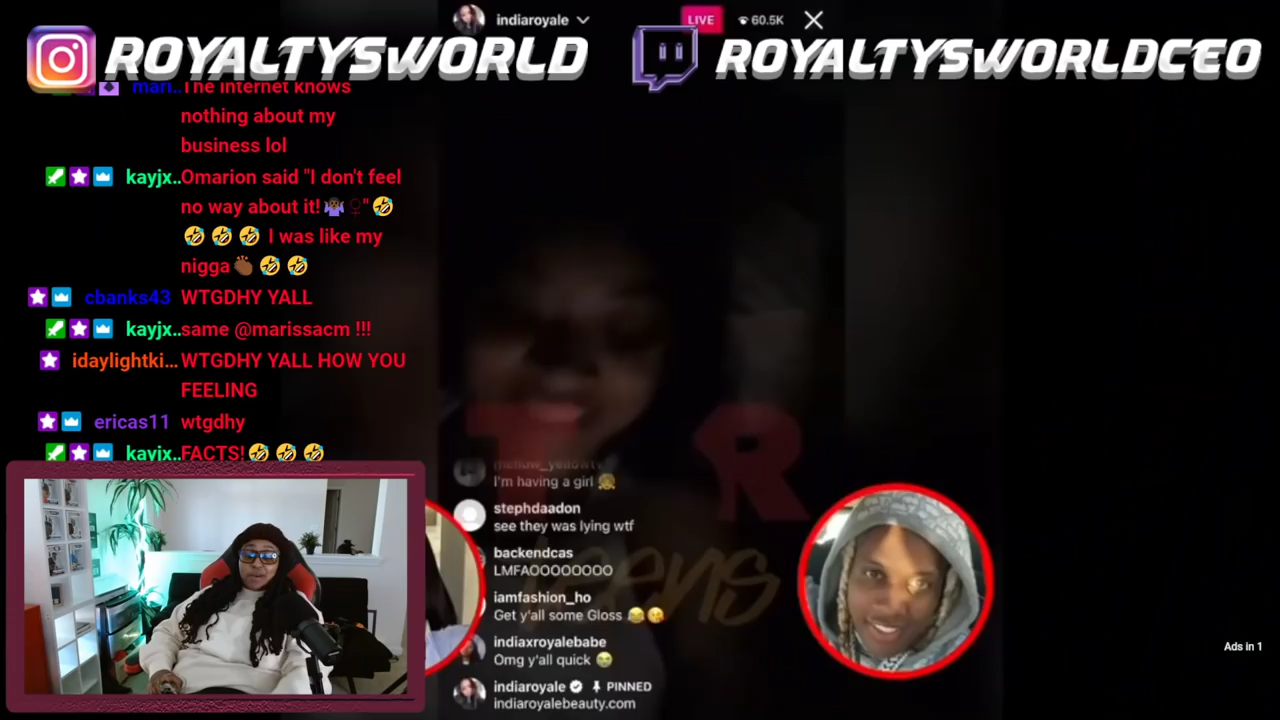 indiaroyale
LIVE
60.5K
ROYALTYSWORLD
ROYALTYSWORLDCEO
mari.. The internet knows
nothing about my
business lol
kayjx.. Omarion said "I don't feel
no way about it!🤷🏾‍♀" 🤣
🤣 🤣 🤣 I was like my
nigga👏🏾 🤣 🤣
cbanks43 WTGDHY YALL
kayjx.. same @marissacm !!!
idaylightki... WTGDHY YALL HOW YOU
FEELING
ericas11 wtgdhy
kayjx.. FACTS! 🤣 🤣 🤣
T R
teens
I'm having a girl
stephdaadon
see they was lying wtf
backendcas
LMFAOOOOOOOO
iamfashion_ho
Get y'all some Gloss 😂😘
indiaxroyalebabe
Omg y'all quick 😂
indiaroyale PINNED
indiaroyalebeauty.com
Ads in 1